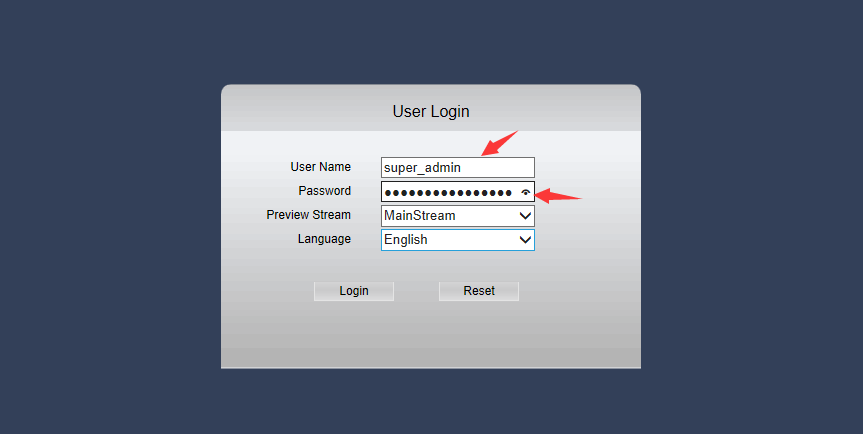 User Login
User Name super_admin
Password ●●●●●●●●●●●●●●●●
Preview Stream MainStream
Language English
Login Reset